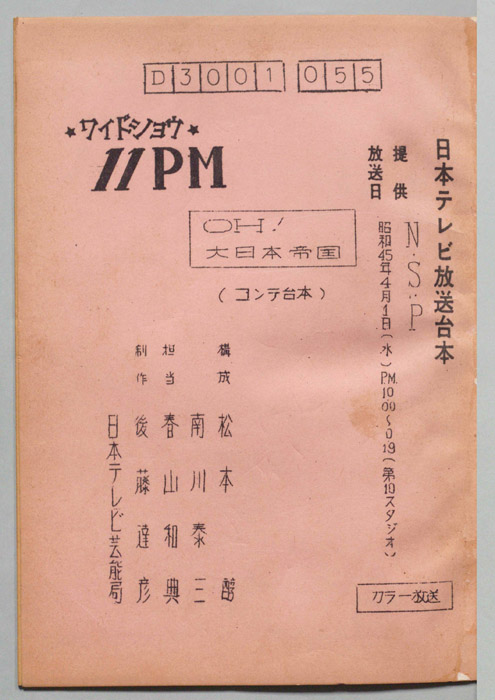 D3001 055
日本テレビ放送台本
提供 N.S.P
放送日 昭和45年4月1日(水)P.M.10 00〜0 19(第10スタジオ)
★ワイドショウ★
11PM
OH!
大日本帝国
(コンテ台本)
構成 松本 醇
南川泰三
担当 春山和典
制作 後藤達彦
日本テレビ芸能局
カラー放送